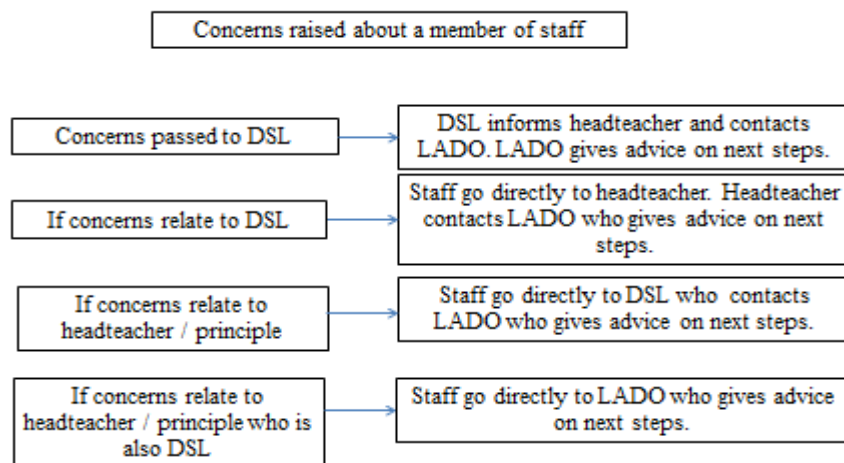 Concerns raised about a member of staff
Concerns passed to DSL
DSL informs headteacher and contacts
LADO. LADO gives advice on next steps.
If concerns relate to DSL
Staff go directly to headteacher. Headteacher
contacts LADO who gives advice on next
steps.
If concerns relate to
headteacher / principle
Staff go directly to DSL who contacts
LADO who gives advice on next steps.
If concerns relate to
headteacher / principle who is
also DSL
Staff go directly to LADO who gives advice
on next steps.